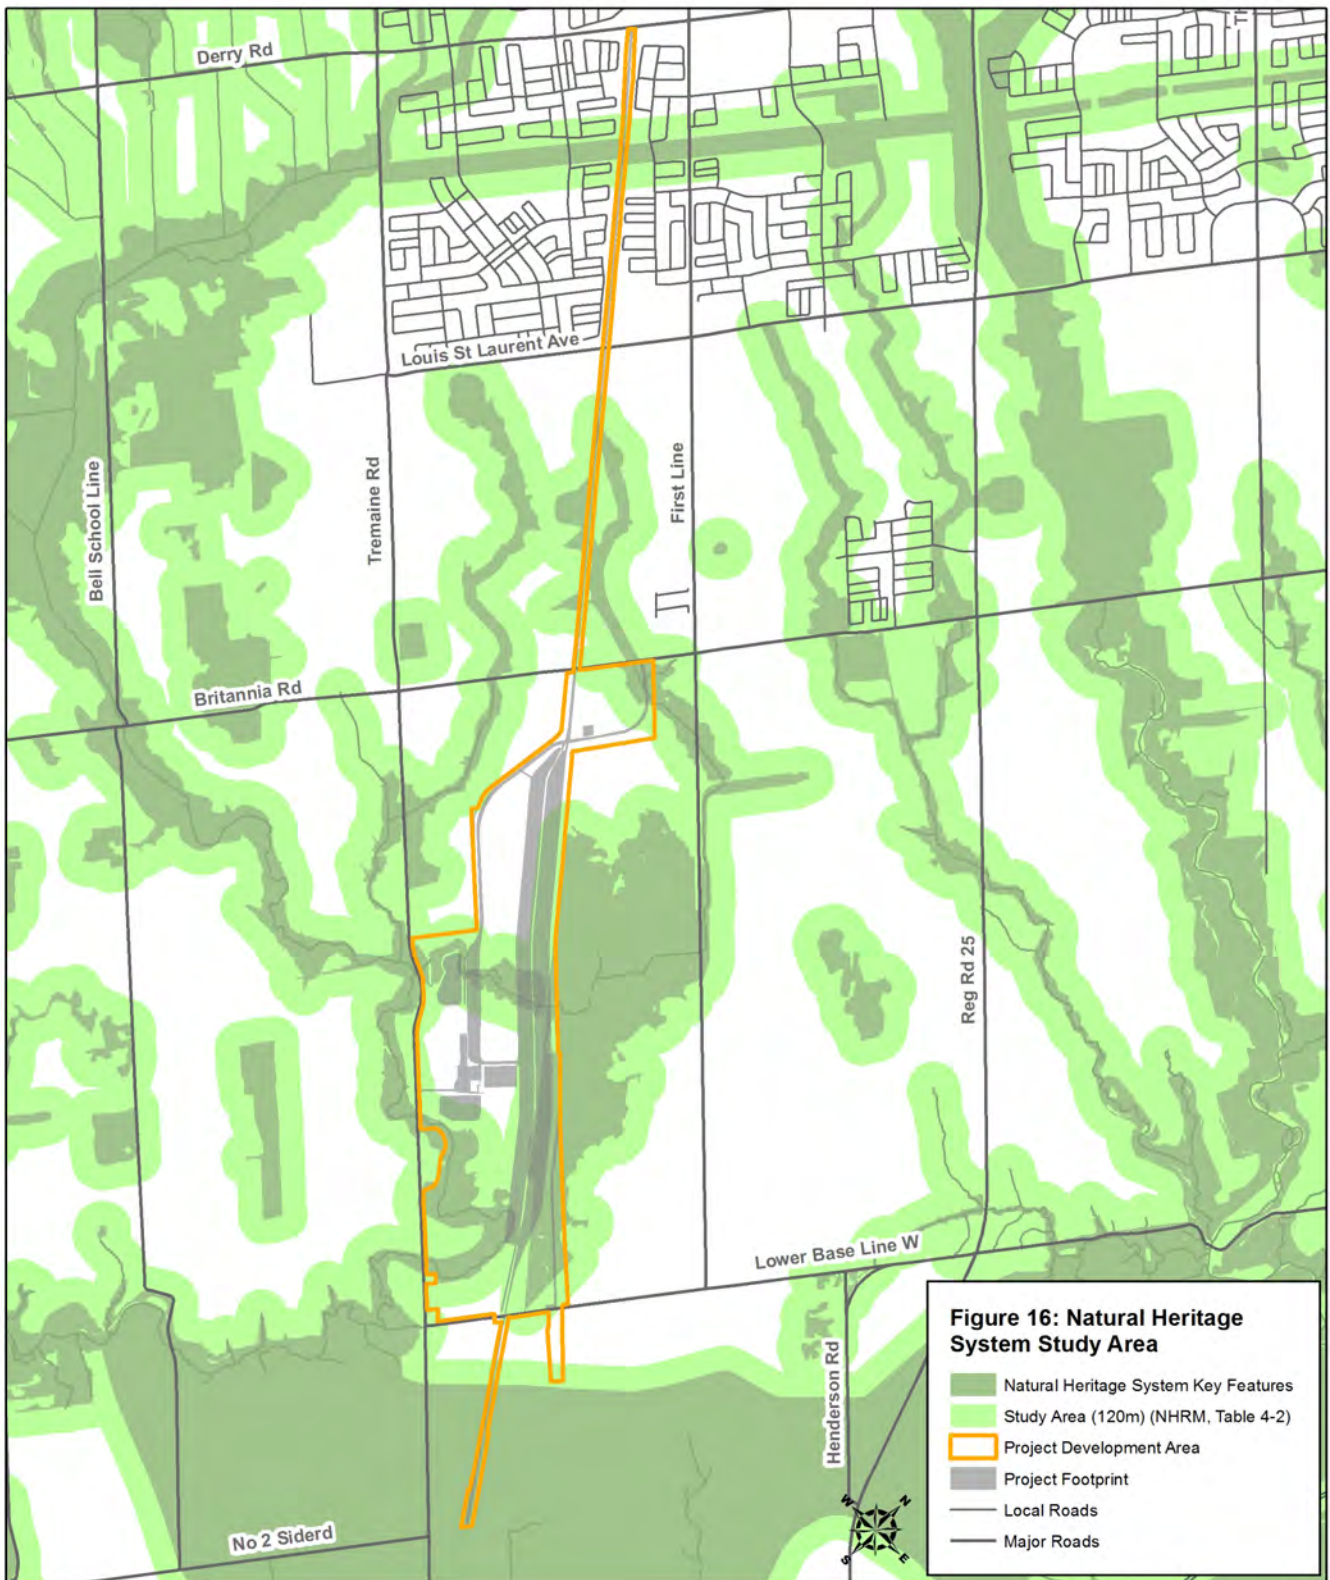 Derry Rd
Th
Louis St Laurent Ave
Bell School Line
Tremaine Rd
First Line
Britannia Rd
Reg Rd 25
Lower Base Line W
Henderson Rd
No 2 Siderd
W N
S E
Figure 16: Natural Heritage
System Study Area
Natural Heritage System Key Features
Study Area (120m) (NHRM, Table 4-2)
Project Development Area
Project Footprint
Local Roads
Major Roads